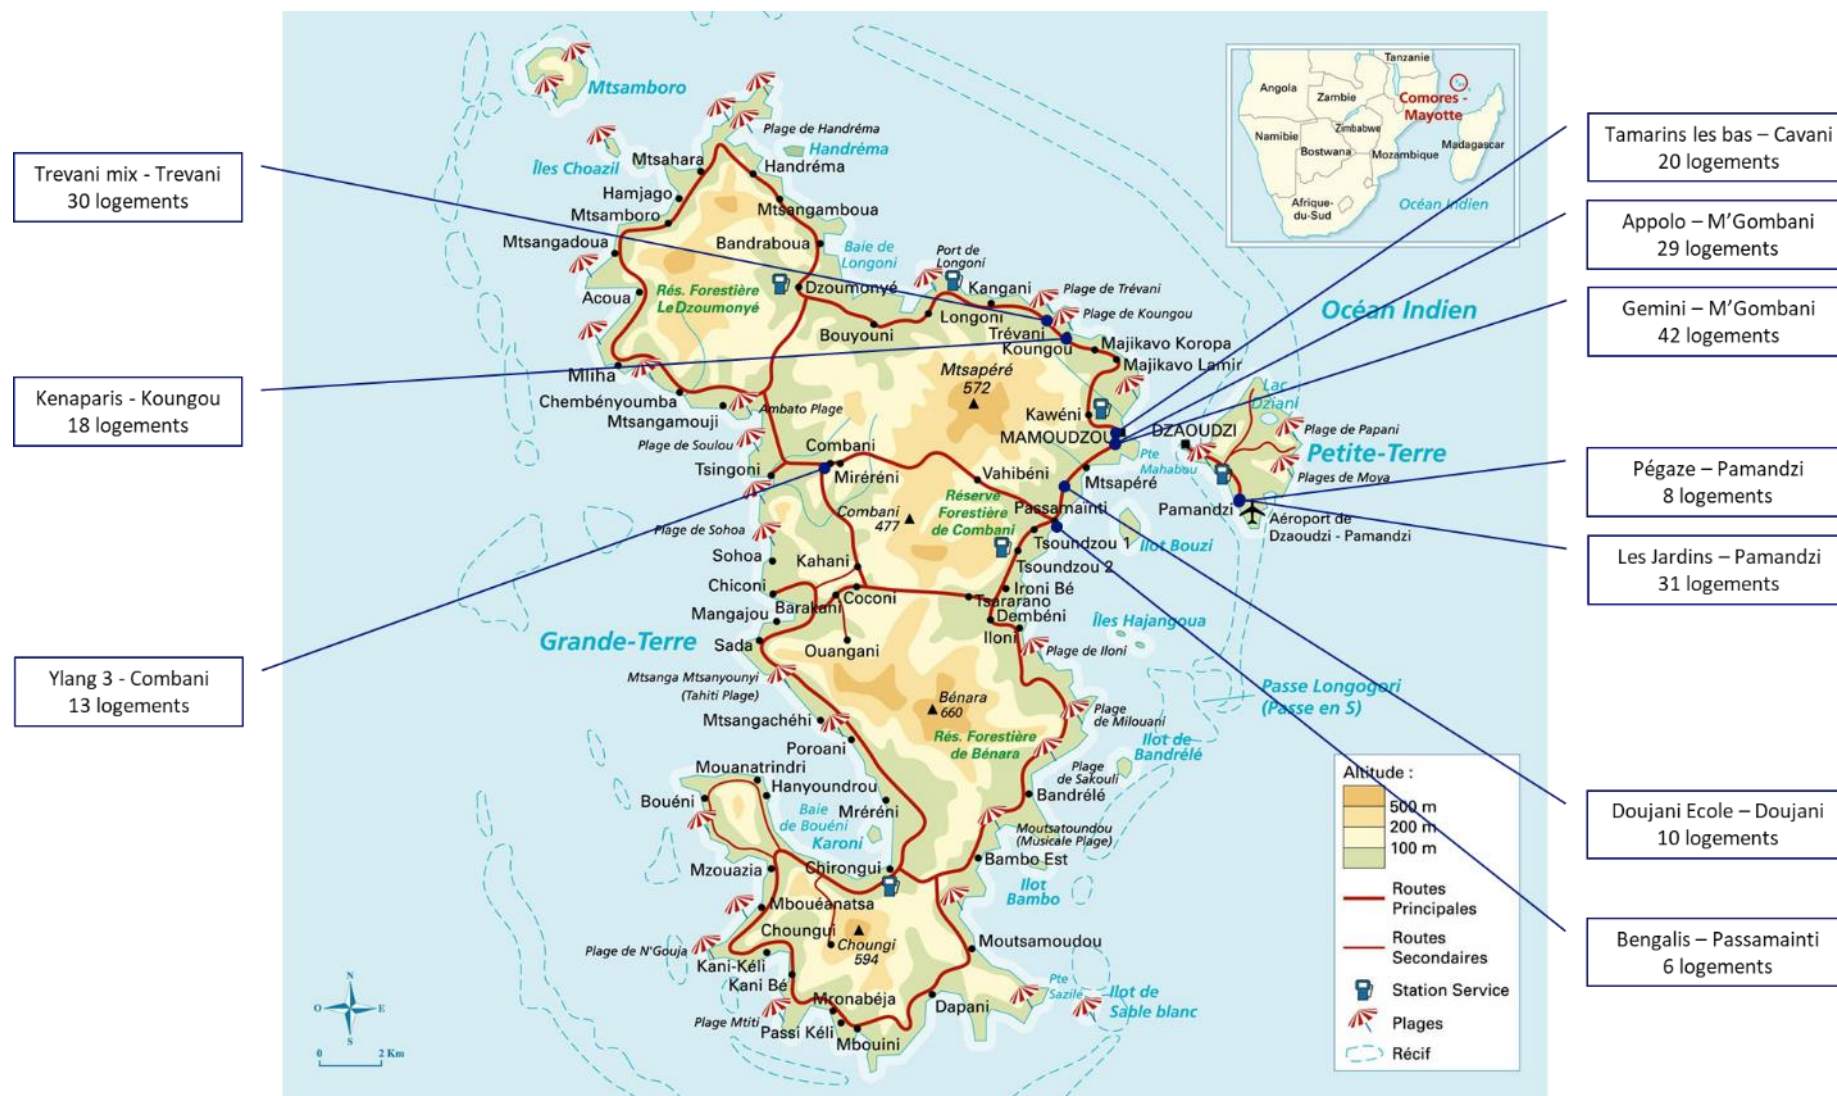 Trevani mix - Trevani
30 logements
Kenaparis - Koungou
18 logements
Ylang 3 - Combani
13 logements
Mtsamboro
Plage de Handréma
Handréma
Îles Choazil
Mtsahara
Handréma
Hamjago
Mtsamboro
Mtsangamboua
Mtsangadoua
Bandraboua
Baie de
Longoni
Port de
Longoni
Acoua
Rés. Forestière
Le Dzoumonyé
Dzoumonyé
Kangani
Plage de Trévani
Longoni
Plage de Koungou
Bouyouni
Trévani
Koungou
Majikavo Koropa
Majikavo Lamir
Mtsapéré
572
Mliha
Chembényoumba
Mtsangamouji
Ambato Plage
Kawéni
Lac
Dziani
MAMOUDZOU
DZAOUDZI
Plage de Papani
Plage de Soulou
Combani
Petite-Terre
Pte
Mahabou
Tsingoni
Miréréni
Vahibéni
Mtsapéré
Plages de Moya
Réserve
Forestière
de Combani
Combani
477
Passamainti
Pamandzi
Aéroport de
Dzaoudzi - Pamandzi
Plage de Sohoa
Tsoundzou 1
Ilot Bouzi
Sohoa
Kahani
Tsoundzou 2
Chiconi
Coconi
Ironi Bé
Barakani
Tsararano
Mangajou
Dembéni
Îles Hajangoua
Grande-Terre
Sada
Ouangani
Iloni
Plage de Iloni
Mtsanga Mtsanyounyi
(Tahiti Plage)
Bénara
660
Passe Longogori
(Passe en S)
Mtsangachéhi
Plage
de Milouani
Poroani
Rés. Forestière
de Bénara
Ilot de
Bandrélé
Mouanatrindri
Plage
de Sakouli
Hanyoundrou
Bouéni
Mréréni
Bandrélé
Baie
de Bouéni
Karoni
Moutsatoundou
(Musicale Plage)
Mzouazia
Chirongui
Bambo Est
Ilot
Bambo
Mbouéanatsa
Choungui
Choungi
594
Moutsamoudou
Plage de N'Gouja
Kani-Kéli
Kani Bé
Mronabéja
Dapani
Pte
Sazilé
Ilot de
Sable blanc
Plage Mtiti
Passi Kéli
Mbouini
N
O
E
S
0
2 Km
Océan Indien
Tanzanie
Angola
Zambie
Comores -
Mayotte
Namibie
Zimbabwe
Botswana
Mozambique
Madagascar
Afrique-
du-Sud
Océan Indien
Altitude :
500 m
200 m
100 m
Routes
Principales
Routes
Secondaires
Station Service
Plages
Récif
Tamarins les bas – Cavani
20 logements
Appolo – M’Gombani
29 logements
Gemini – M’Gombani
42 logements
Pégaze – Pamandzi
8 logements
Les Jardins – Pamandzi
31 logements
Doujani Ecole – Doujani
10 logements
Bengalis – Passamainti
6 logements